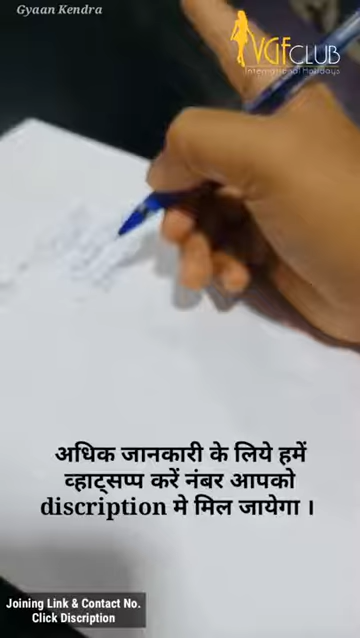 Gyaan Kendra
VGFCLUB
International Holidays
अधिक जानकारी के लिये हमें
व्हाट्सप्प करें नंबर आपको
discription मे मिल जायेगा ।
Joining Link & Contact No.
Click Discription